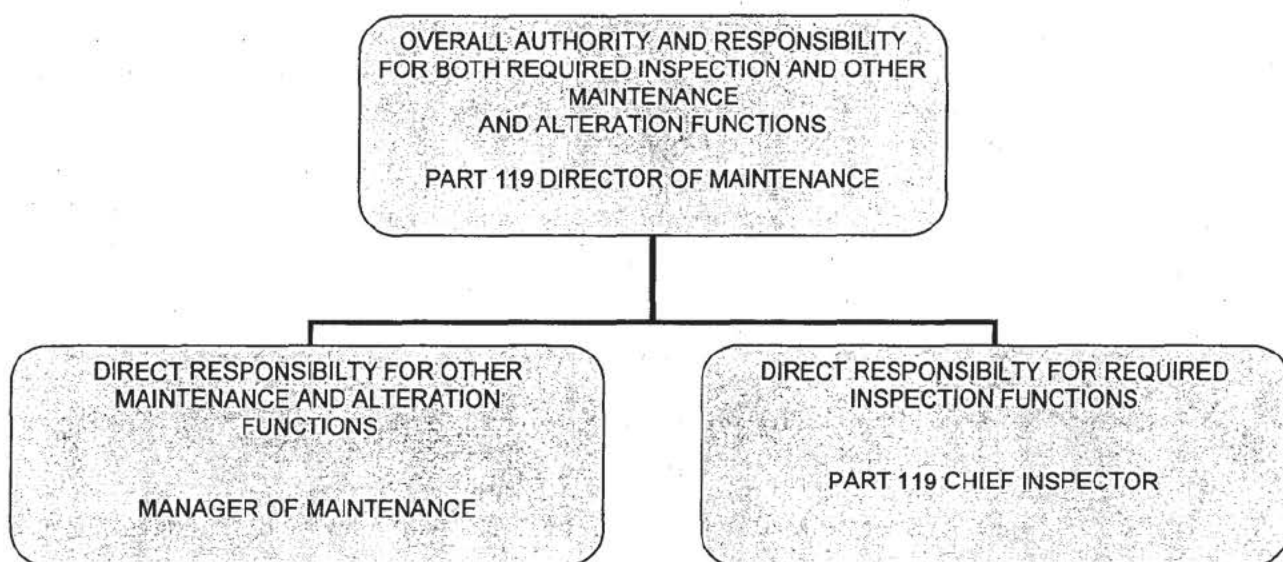 OVERALL AUTHORITY AND RESPONSIBILITY
FOR BOTH REQUIRED INSPECTION AND OTHER
MAINTENANCE
AND ALTERATION FUNCTIONS
PART 119 DIRECTOR OF MAINTENANCE
DIRECT RESPONSIBILTY FOR OTHER
MAINTENANCE AND ALTERATION
FUNCTIONS
MANAGER OF MAINTENANCE
DIRECT RESPONSIBILTY FOR REQUIRED
INSPECTION FUNCTIONS
PART 119 CHIEF INSPECTOR